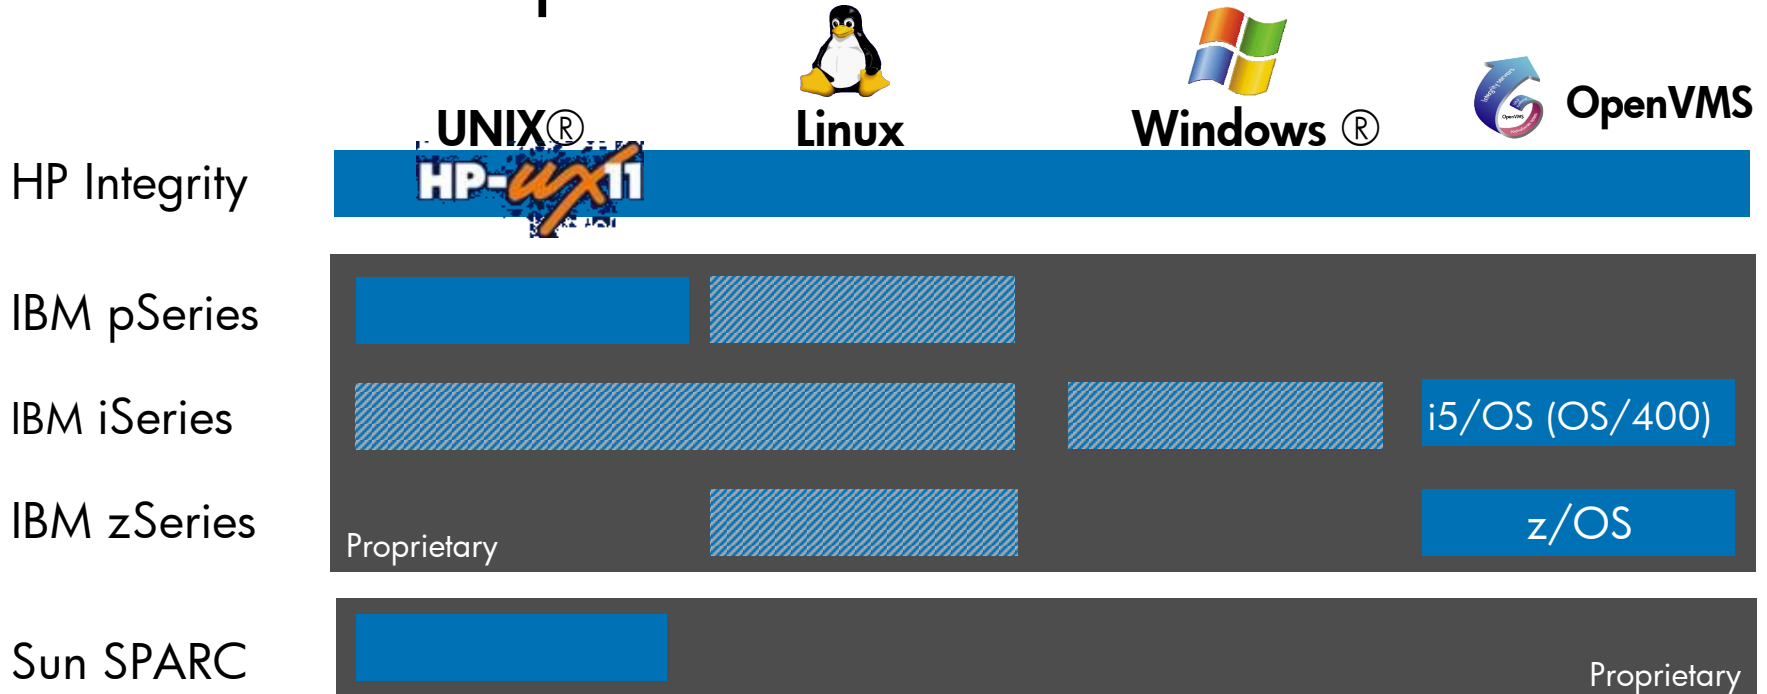 UNIX®
Linux
Windows ®
OpenVMS
HP Integrity
HP-ux11
IBM pSeries
IBM iSeries
i5/OS (OS/400)
IBM zSeries
z/OS
Proprietary
Sun SPARC
Proprietary